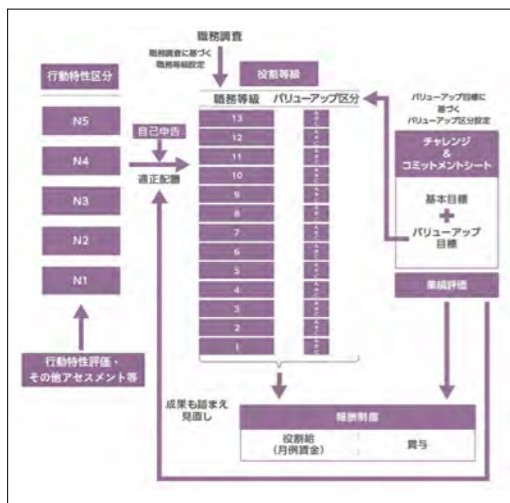 職務調査
職務調査に基づく
職務等級設定
行動特性区分
N5
N4
N3
N2
N1
行動特性評価・
その他アセスメント等
自己申告
適正配置
役割等級
職務等級
バリューアップ区分
13
12
11
10
9
8
7
6
5
4
3
2
1
バリューアップ目標に
基づく
バリューアップ区分設定
チャレンジ
&
コミットメントシート
基本目標
+
バリューアップ
目標
業績評価
成果も踏まえ
見直し
報酬制度
役割給
(月例賃金)
賞与